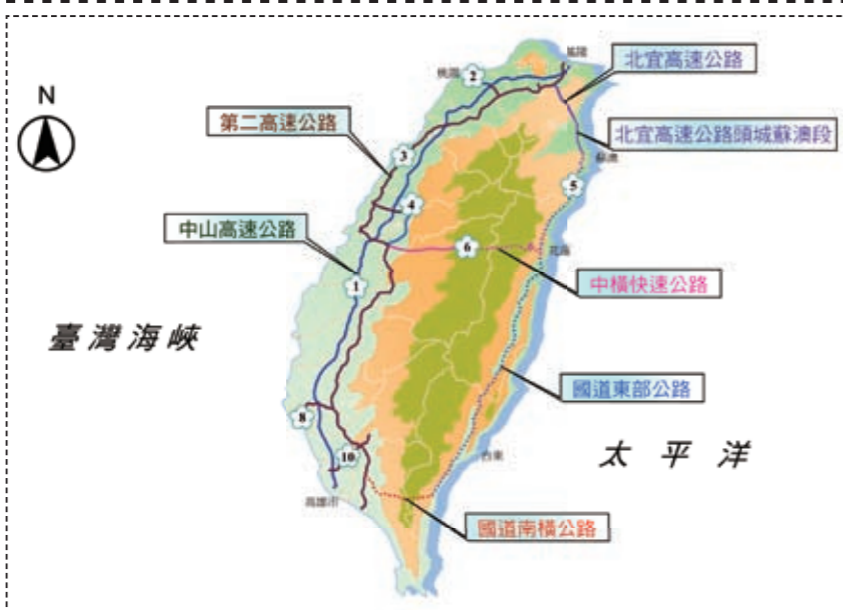 基隆
北宜高速公路
桃園
2
N
第二高速公路
北宜高速公路頭城蘇澳段
3
蘇澳
5
4
中山高速公路
6
花蓮
中橫快速公路
1
臺灣海峽
國道東部公路
8
太平洋
10
台東
高雄市
國道南橫公路